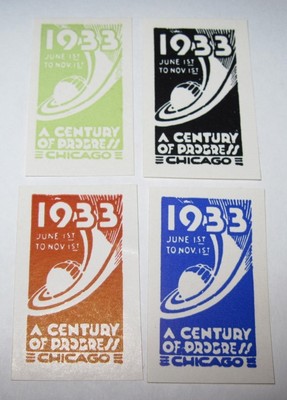 1933
JUNE 1ST
TO NOV. 1ST
A CENTURY
OF PROGRESS
CHICAGO
1933
JUNE 1ST
TO NOV. 1ST
A CENTURY
OF PROGRESS
CHICAGO
1933
JUNE 1ST
TO NOV. 1ST
A CENTURY
OF PROGRESS
CHICAGO
1933
JUNE 1ST
TO NOV. 1ST
A CENTURY
OF PROGRESS
CHICAGO